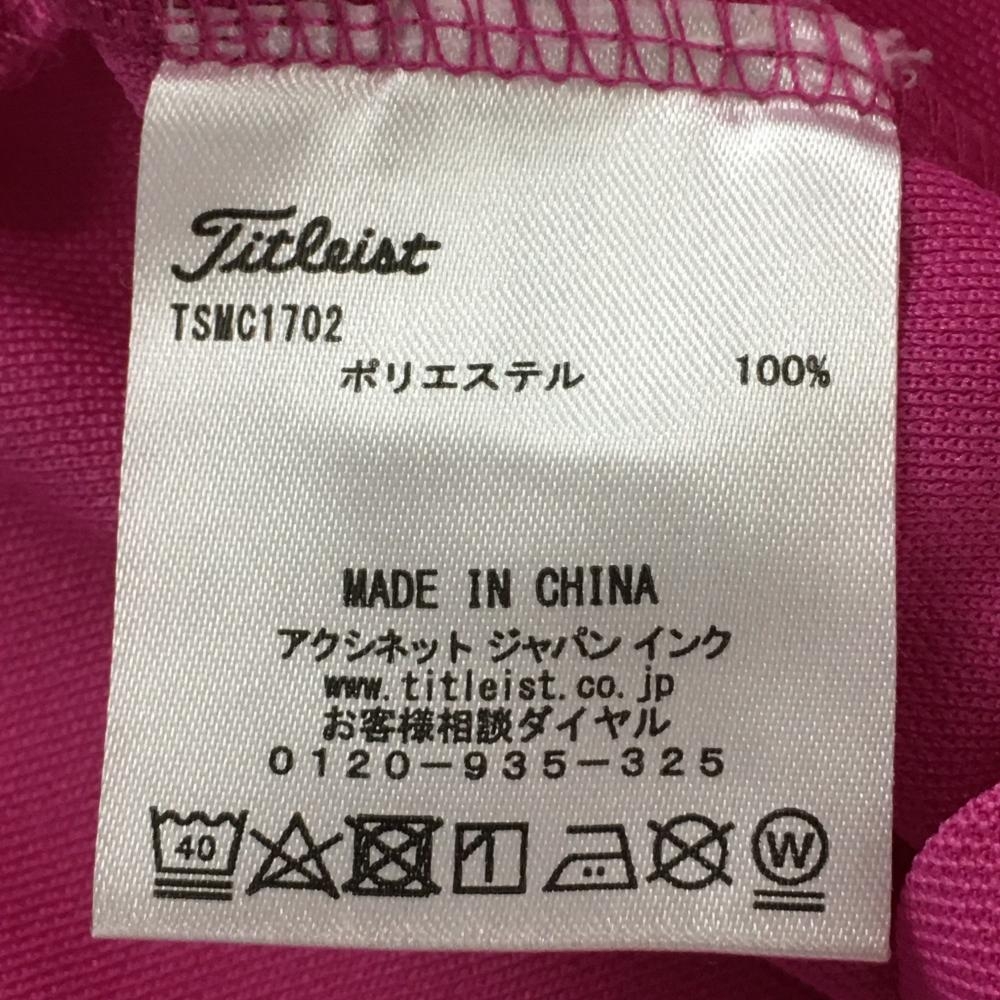 Titleist
TSMC1702
ポリエステル 100%
MADE IN CHINA
アクシネット ジャパン インク
www.titleist.co.jp
お客様相談ダイヤル
0120-935-325
40 W